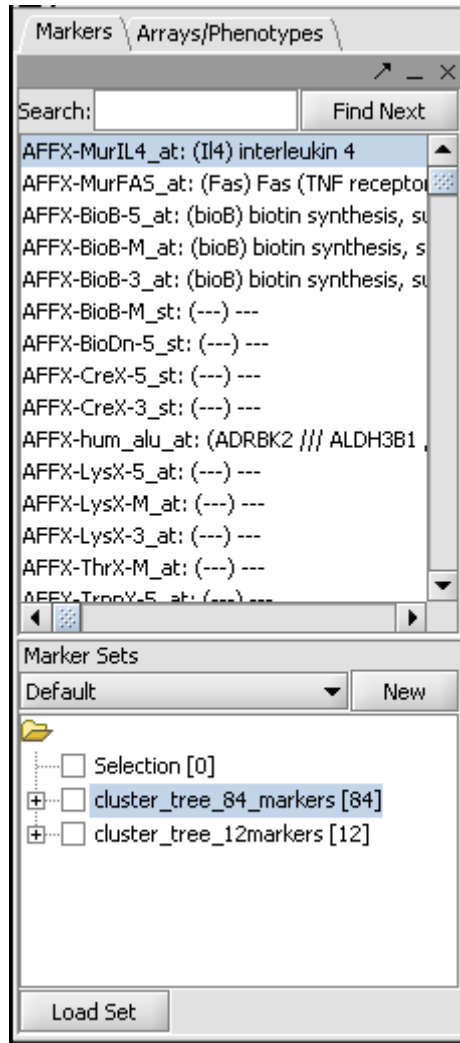 Markers Arrays/Phenotypes
Search: Find Next
AFFX-MurIL4_at: (Il4) interleukin 4
AFFX-MurFAS_at: (Fas) Fas (TNF receptor
AFFX-BioB-5_at: (bioB) biotin synthesis, su
AFFX-BioB-M_at: (bioB) biotin synthesis, s
AFFX-BioB-3_at: (bioB) biotin synthesis, su
AFFX-BioB-M_st: (---) ---
AFFX-BioDn-5_st: (---) ---
AFFX-CreX-5_st: (---) ---
AFFX-CreX-3_st: (---) ---
AFFX-hum_alu_at: (ADRBK2 /// ALDH3B1 ,
AFFX-LysX-5_at: (---) ---
AFFX-LysX-M_at: (---) ---
AFFX-LysX-3_at: (---) ---
AFFX-ThrX-M_at: (---) ---
AFFX-TrpnX-5_at: (---) ---
Marker Sets
Default New
Selection [0]
cluster_tree_84_markers [84]
cluster_tree_12markers [12]
Load Set